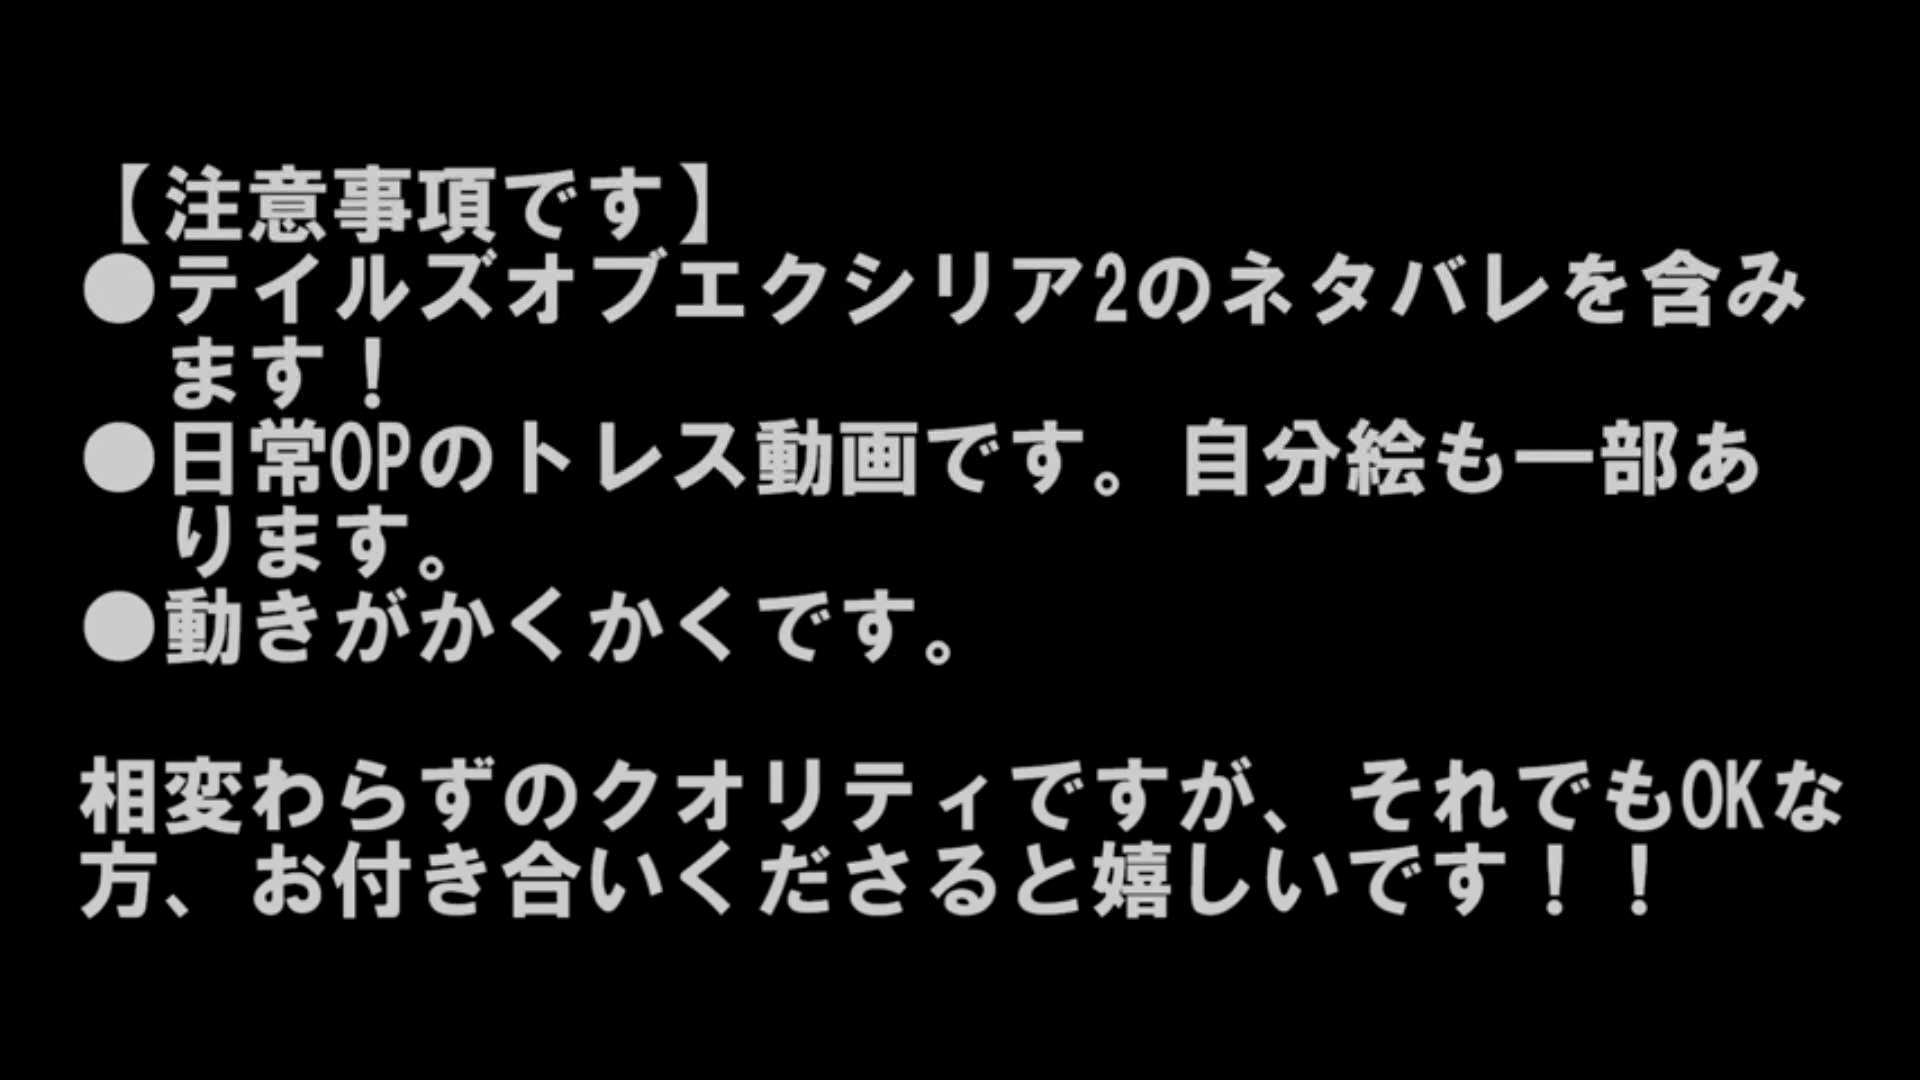 【注意事項です】
●テイルズオブエクシリア2のネタバレを含み
ます！
●日常OPのトレス動画です。自分絵も一部あ
ります。
●動きがかくかくです。
相変わらずのクオリティですが、それでもOKな
方、お付き合いくださると嬉しいです！！